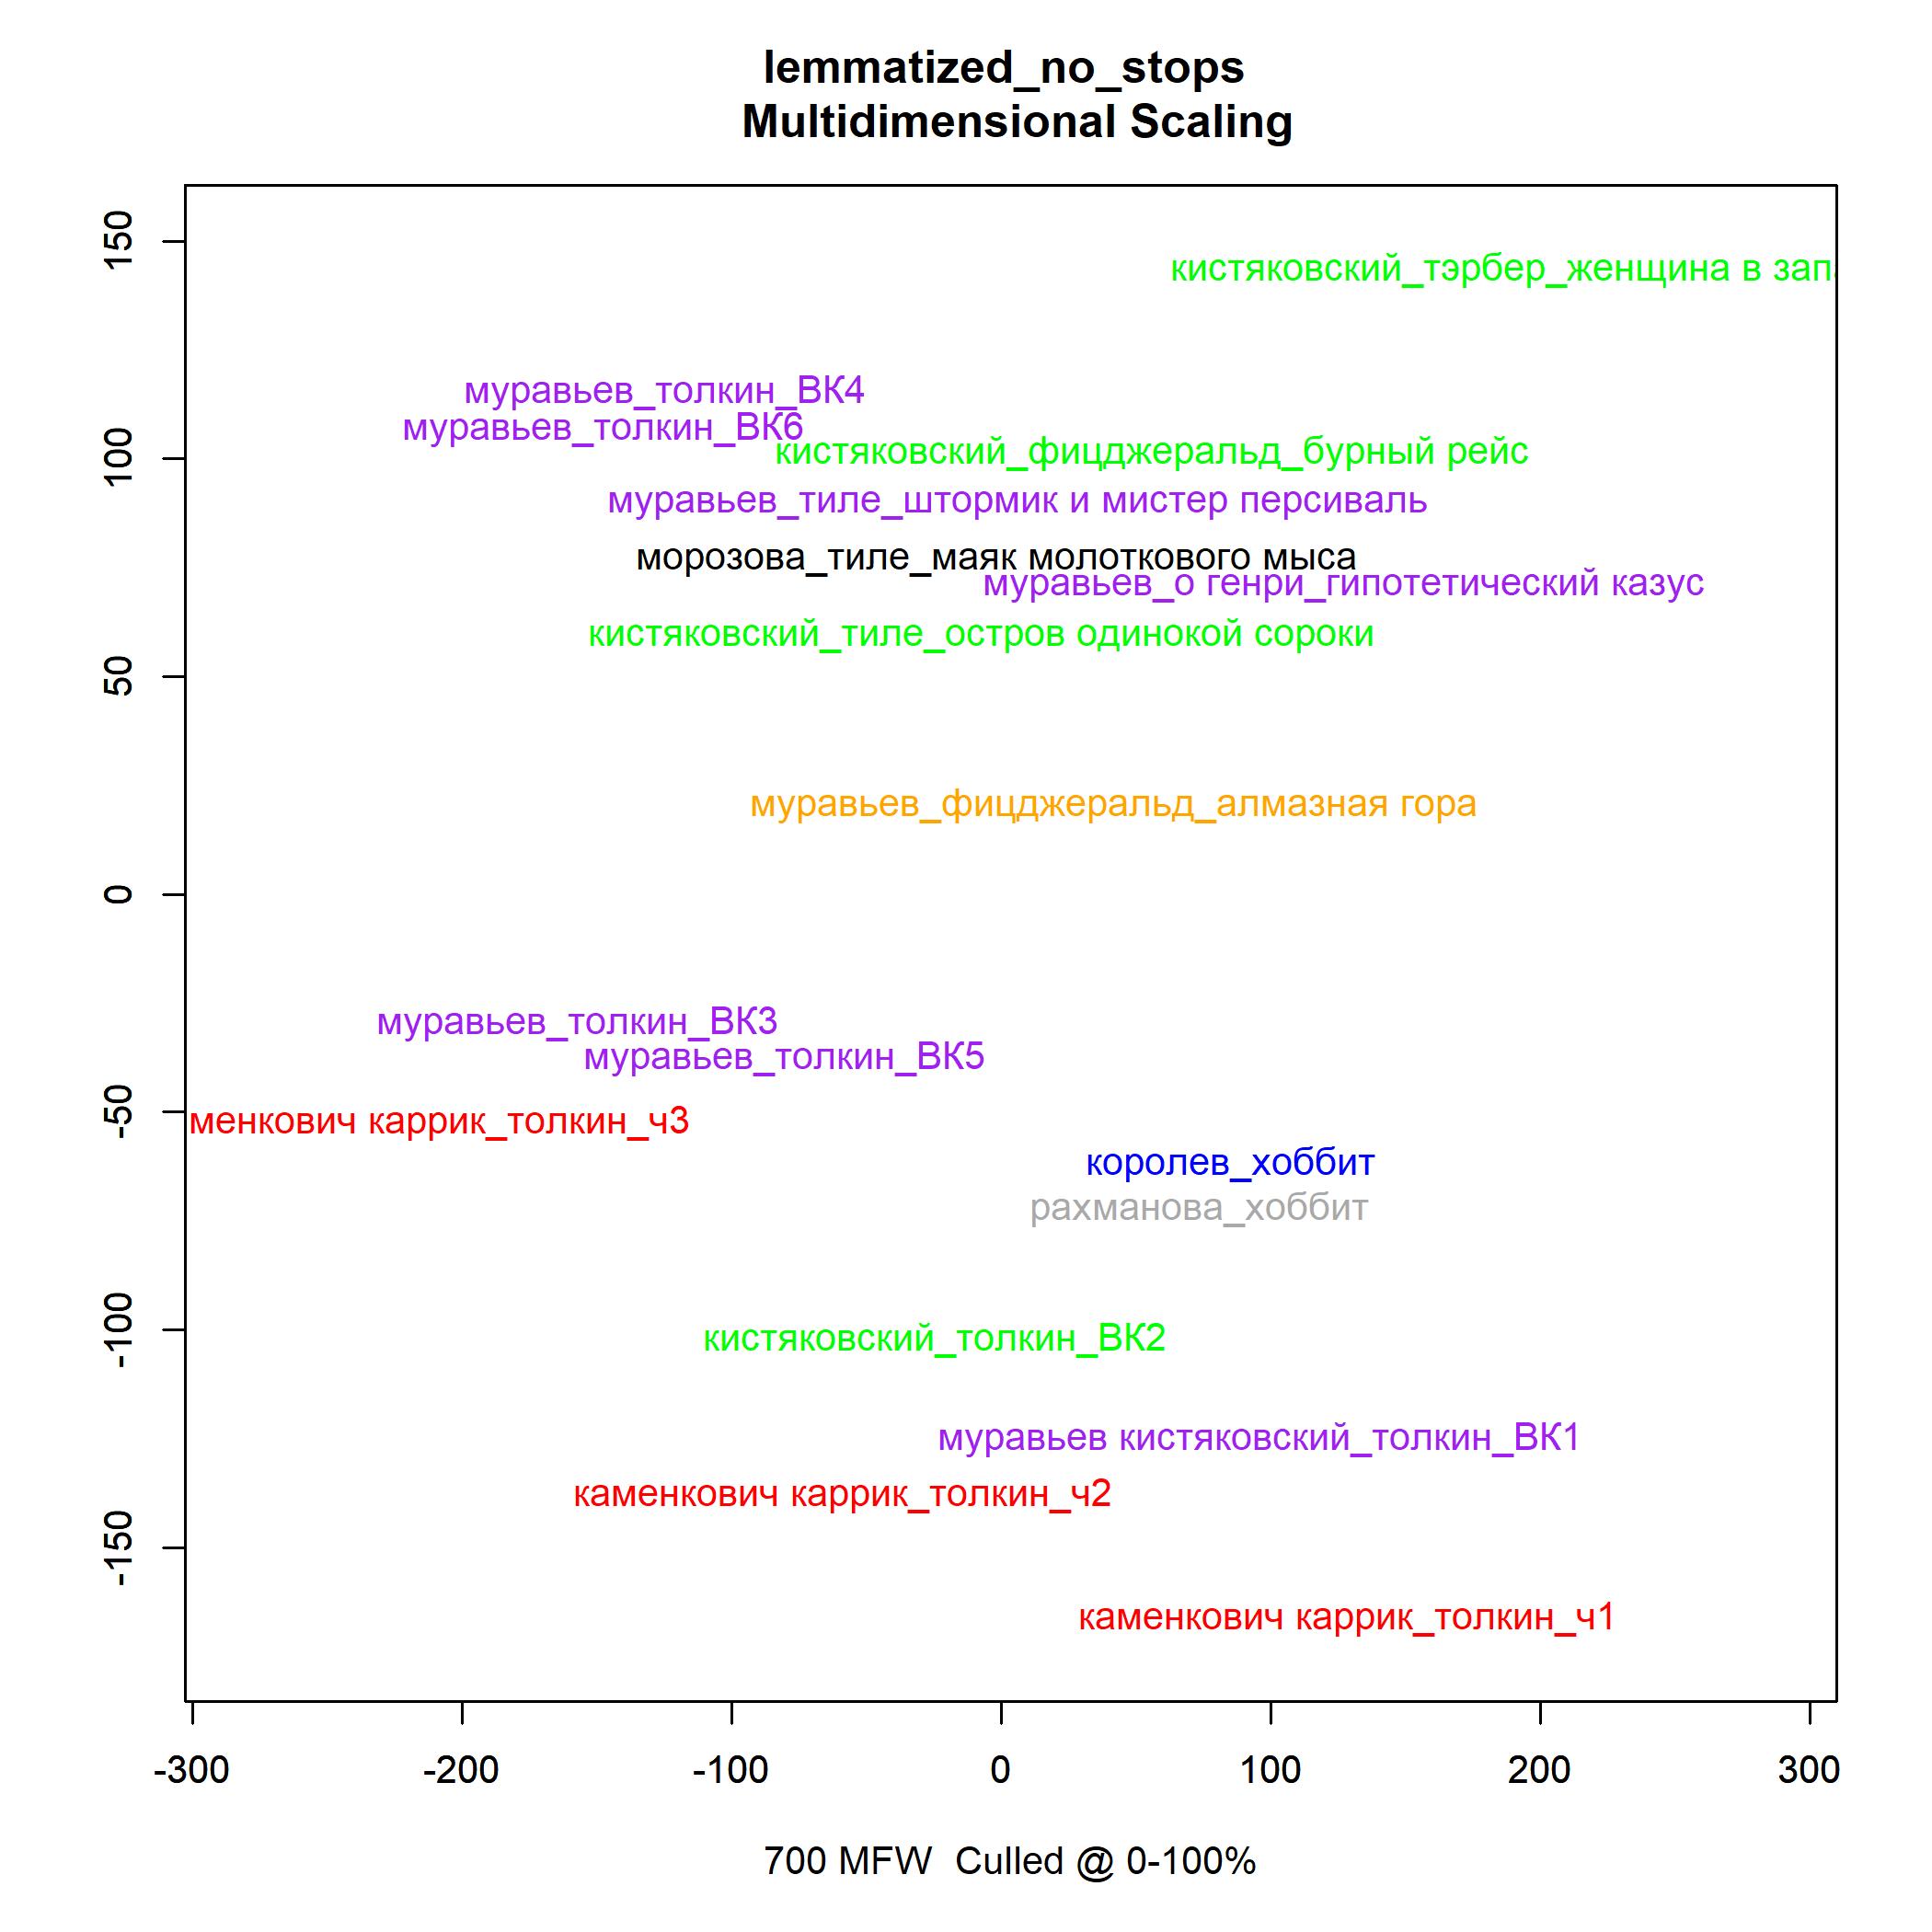 lemmatized_no_stops
Multidimensional Scaling
150
100
50
0
-50
-100
-150
кистяковский_тэрбер_женщина в зап
муравьев_толкин_ВК4
муравьев_толкин_ВК6
кистяковский_фицджеральд_бурный рейс
муравьев_тиле_штормик и мистер персиваль
морозова_тиле_маяк молоткового мыса
муравьев_о генри_гипотетический казус
кистяковский_тиле_остров одинокой сороки
муравьев_фицджеральд_алмазная гора
муравьев_толкин_ВК3
муравьев_толкин_ВК5
менкович каррик_толкин_ч3
королев_хоббит
рахманова_хоббит
кистяковский_толкин_ВК2
муравьев кистяковский_толкин_ВК1
каменкович каррик_толкин_ч2
каменкович каррик_толкин_ч1
-300 -200 -100 0 100 200 300
700 MFW  Culled @ 0-100%